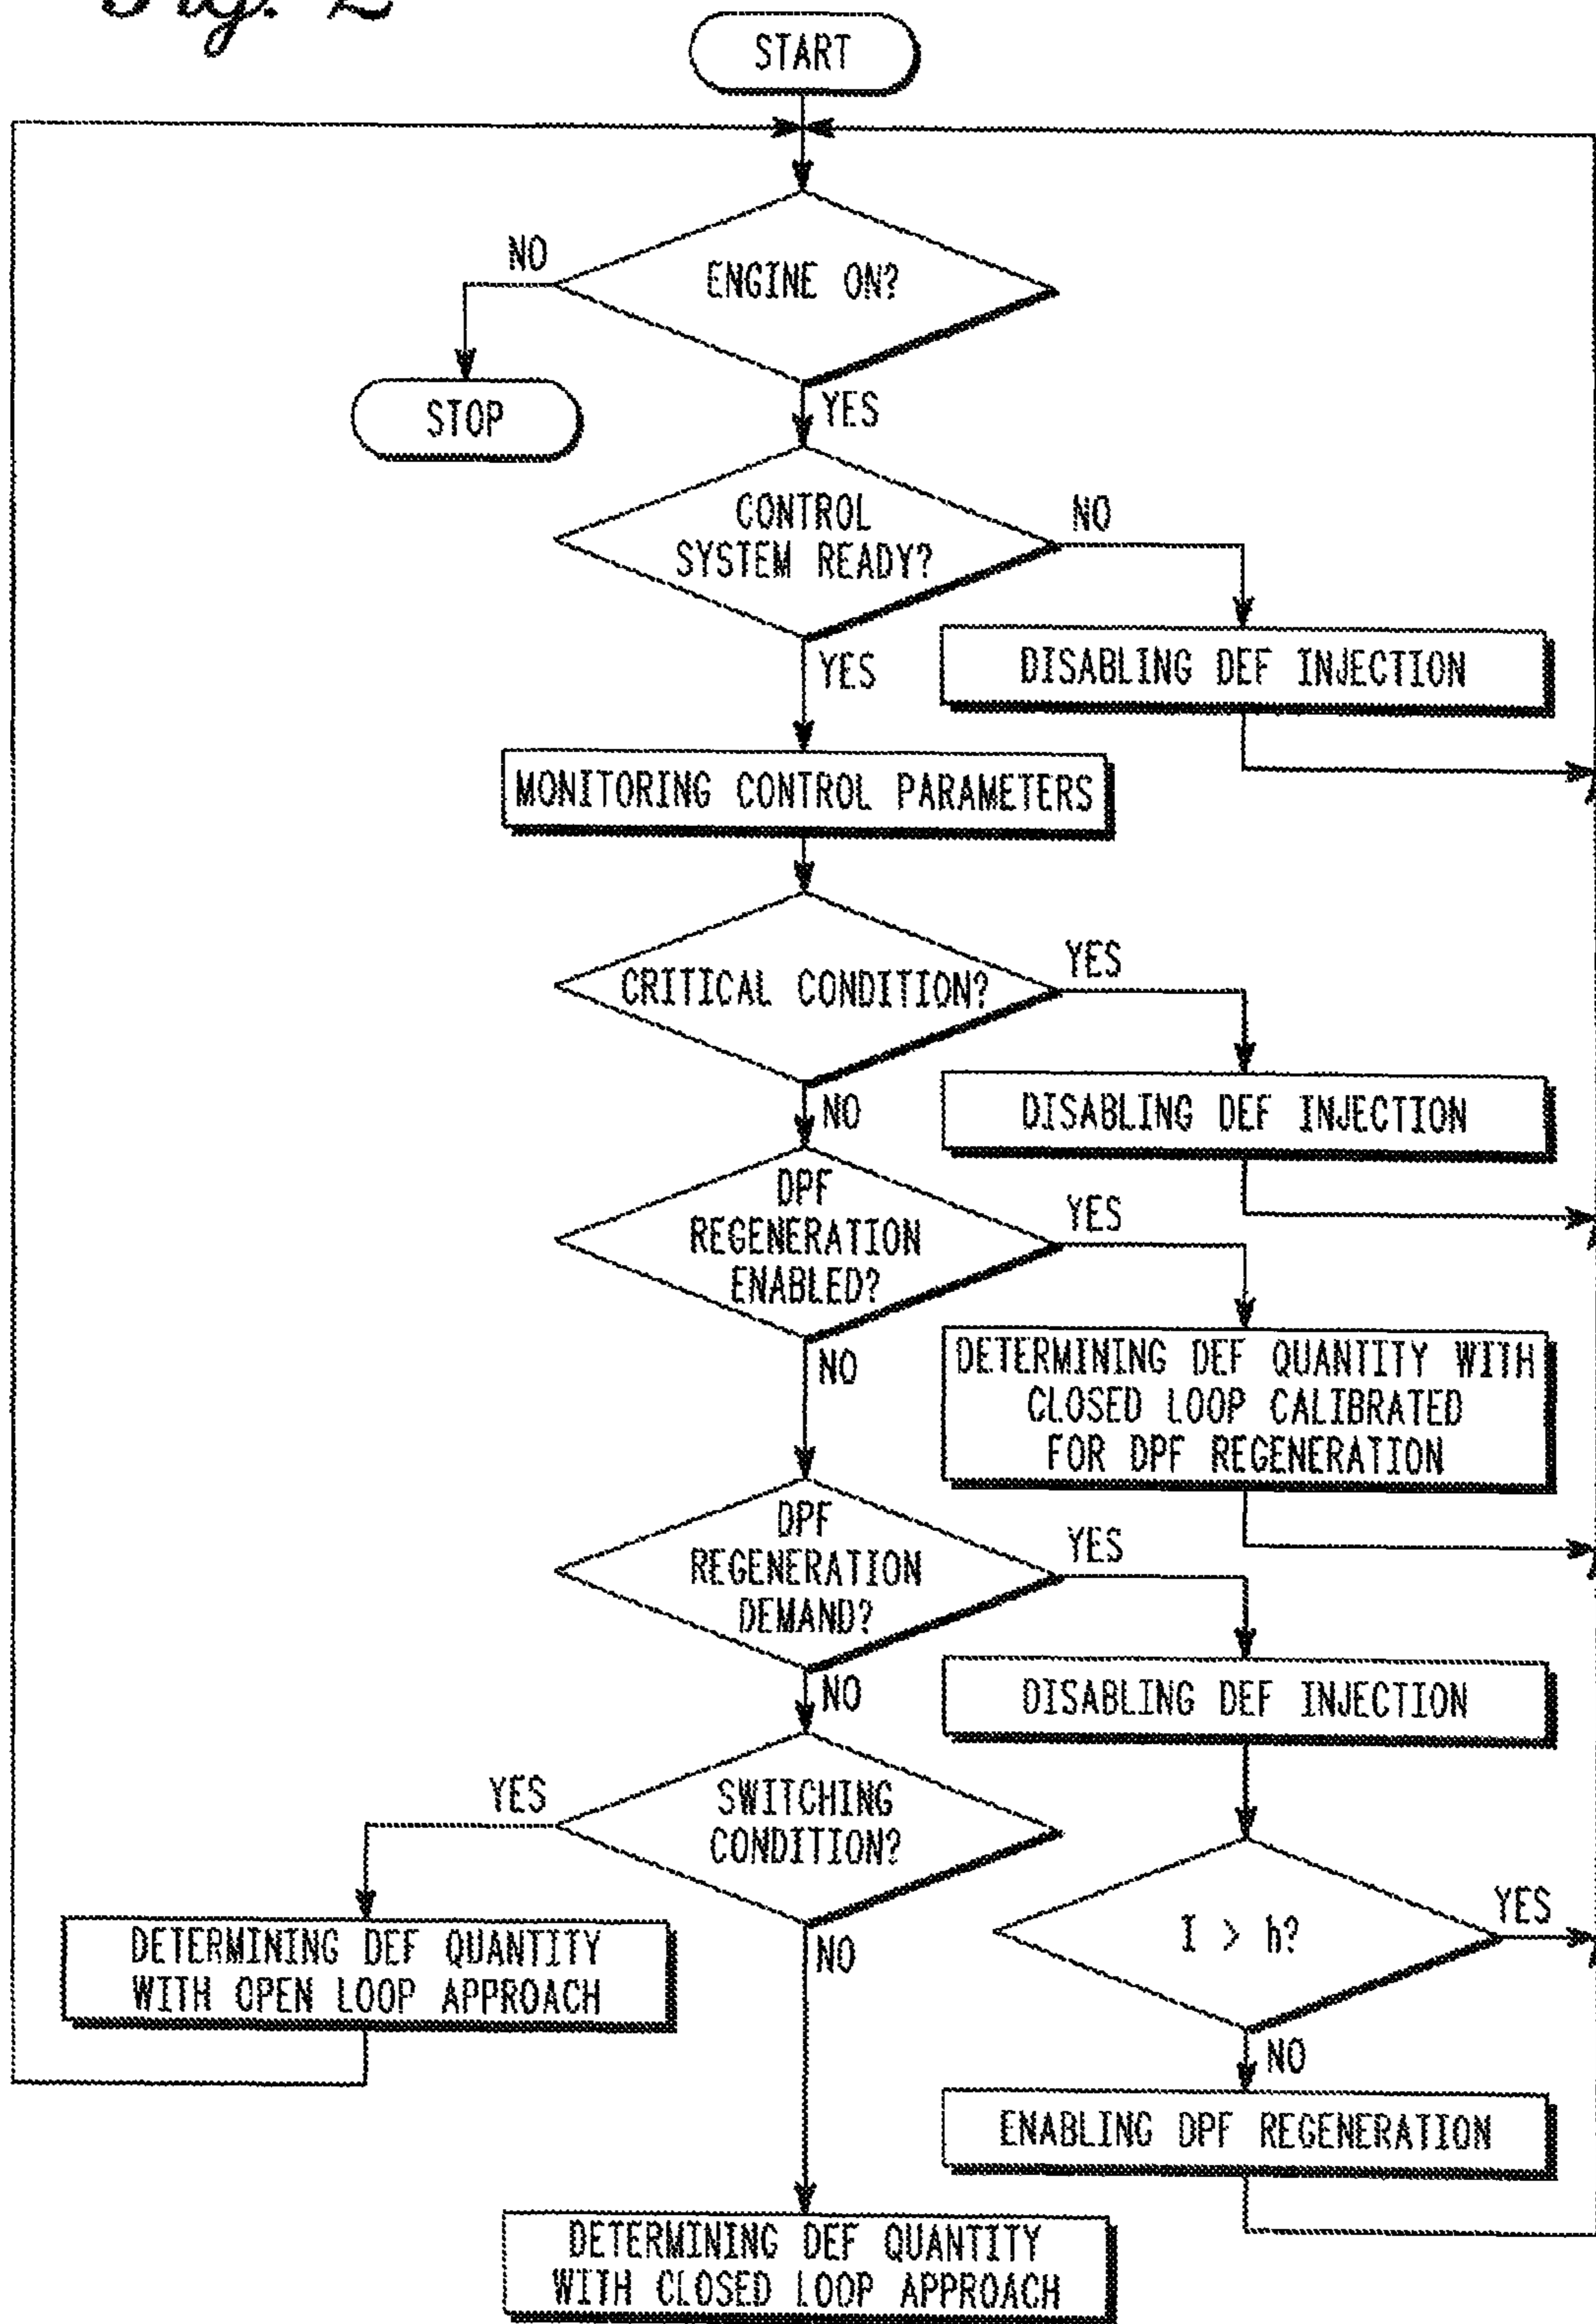 Fig. 2
START
NO
ENGINE ON?
STOP
YES
CONTROL
SYSTEM READY?
NO
YES
DISABLING DEF INJECTION
MONITORING CONTROL PARAMETERS
CRITICAL CONDITION?
YES
DISABLING DEF INJECTION
NO
DPF
REGENERATION
ENABLED?
YES
NO
DETERMINING DEF QUANTITY WITH
CLOSED LOOP CALIBRATED
FOR DPF REGENERATION
DPF
REGENERATION
DEMAND?
YES
NO
DISABLING DEF INJECTION
YES
SWITCHING
CONDITION?
NO
DETERMINING DEF QUANTITY
WITH OPEN LOOP APPROACH
I > h?
YES
NO
ENABLING DPF REGENERATION
DETERMINING DEF QUANTITY
WITH CLOSED LOOP APPROACH